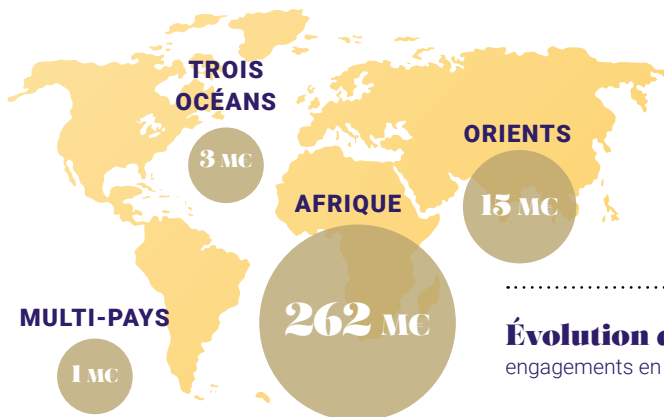 TROIS
OCÉANS
3 M€
ORIENTS
15 M€
AFRIQUE
262 M€
MULTI-PAYS
1 M€
Évolution
engagements en